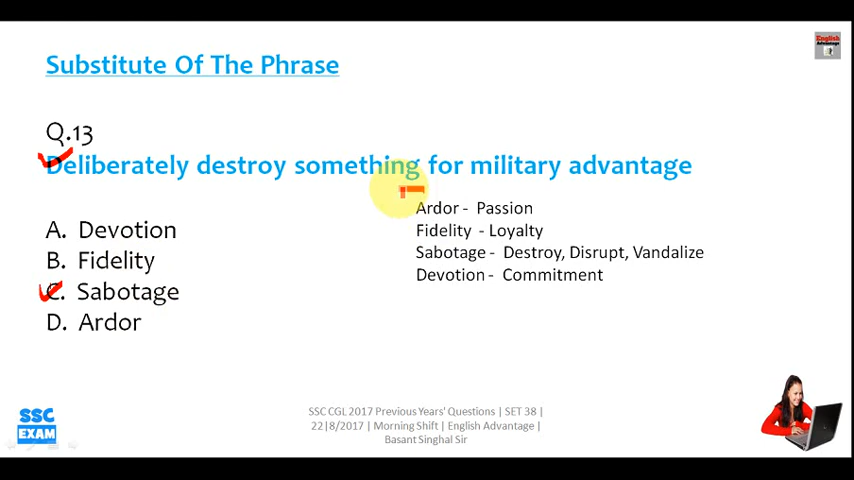 Substitute Of The Phrase
English
Advantage
Q.13
Deliberately destroy something for military advantage
Ardor - Passion
Fidelity - Loyalty
Sabotage - Destroy, Disrupt, Vandalize
Devotion - Commitment
A. Devotion
B. Fidelity
C. Sabotage
D. Ardor
SSC
EXAM
SSC CGL 2017 Previous Years' Questions | SET 38 |
22|8/2017 | Morning Shift | English Advantage |
Basant Singhal Sir